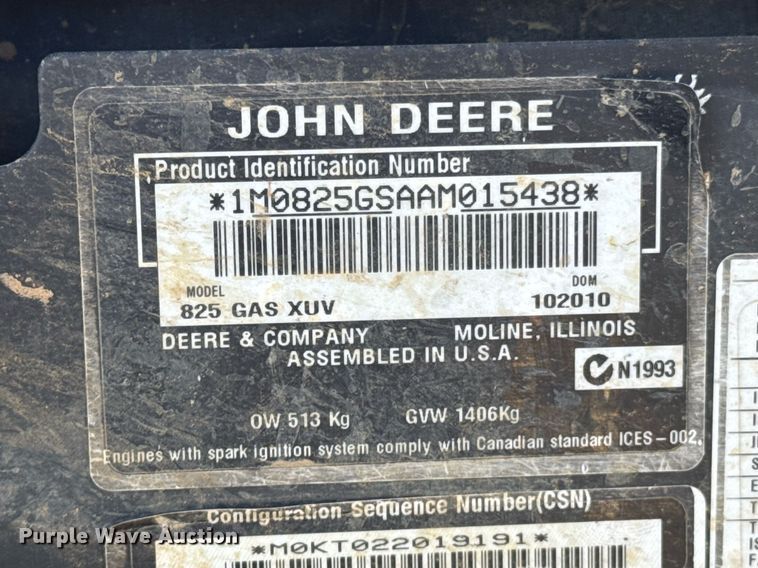 JOHN DEERE
Product Identification Number
*1M0825GSAAM015438*
MODEL
DOM
825 GAS XUV
102010
DEERE & COMPANY MOLINE, ILLINOIS
ASSEMBLED IN U.S.A.
N1993
OW 513 Kg GVW 1406Kg
Engines with spark ignition system comply with Canadian standard ICES-002.
Configuration Sequence Number(CSN)
*M0KT022019191*
Purple Wave Auction